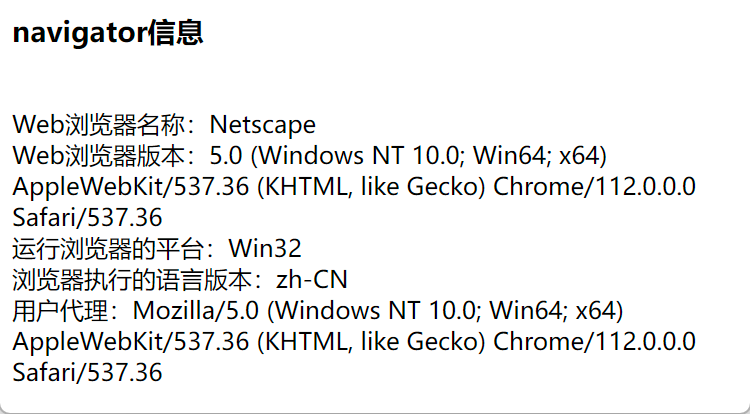 navigator信息
Web浏览器名称：Netscape
Web浏览器版本：5.0 (Windows NT 10.0; Win64; x64)
AppleWebKit/537.36 (KHTML, like Gecko) Chrome/112.0.0.0
Safari/537.36
运行浏览器的平台：Win32
浏览器执行的语言版本：zh-CN
用户代理：Mozilla/5.0 (Windows NT 10.0; Win64; x64)
AppleWebKit/537.36 (KHTML, like Gecko) Chrome/112.0.0.0
Safari/537.36